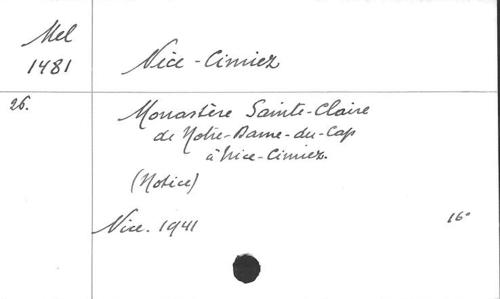 Mel
1481
Nice-Cimiez
26.
Monastère Sainte-Claire
de Notre-Dame-du-Cap
à Nice-Cimiez.
(Notice)
Nice. 1941
16°